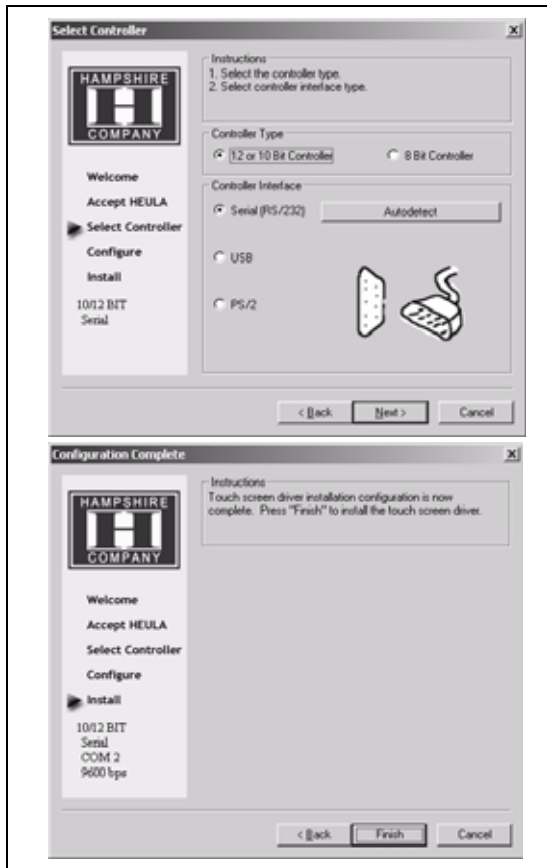 Select Controller
HAMPSHIRE
H
COMPANY
Welcome
Accept HEULA
Select Controller
Configure
Install
10/12 BIT
Serial
Instructions
1. Select the controller type.
2. Select controller interface type.
Controller Type
12 or 10 Bit Controller
8 Bit Controller
Controller Interface
Serial (RS/232)
Autodetect
USB
PS/2
< Back
Next >
Cancel
Configuration Complete
HAMPSHIRE
H
COMPANY
Welcome
Accept HEULA
Select Controller
Configure
Install
10/12 BIT
Serial
COM 2
9600 bps
Instructions
Touch screen driver installation configuration is now
complete. Press "Finish" to install the touch screen driver.
< Back
Finish
Cancel